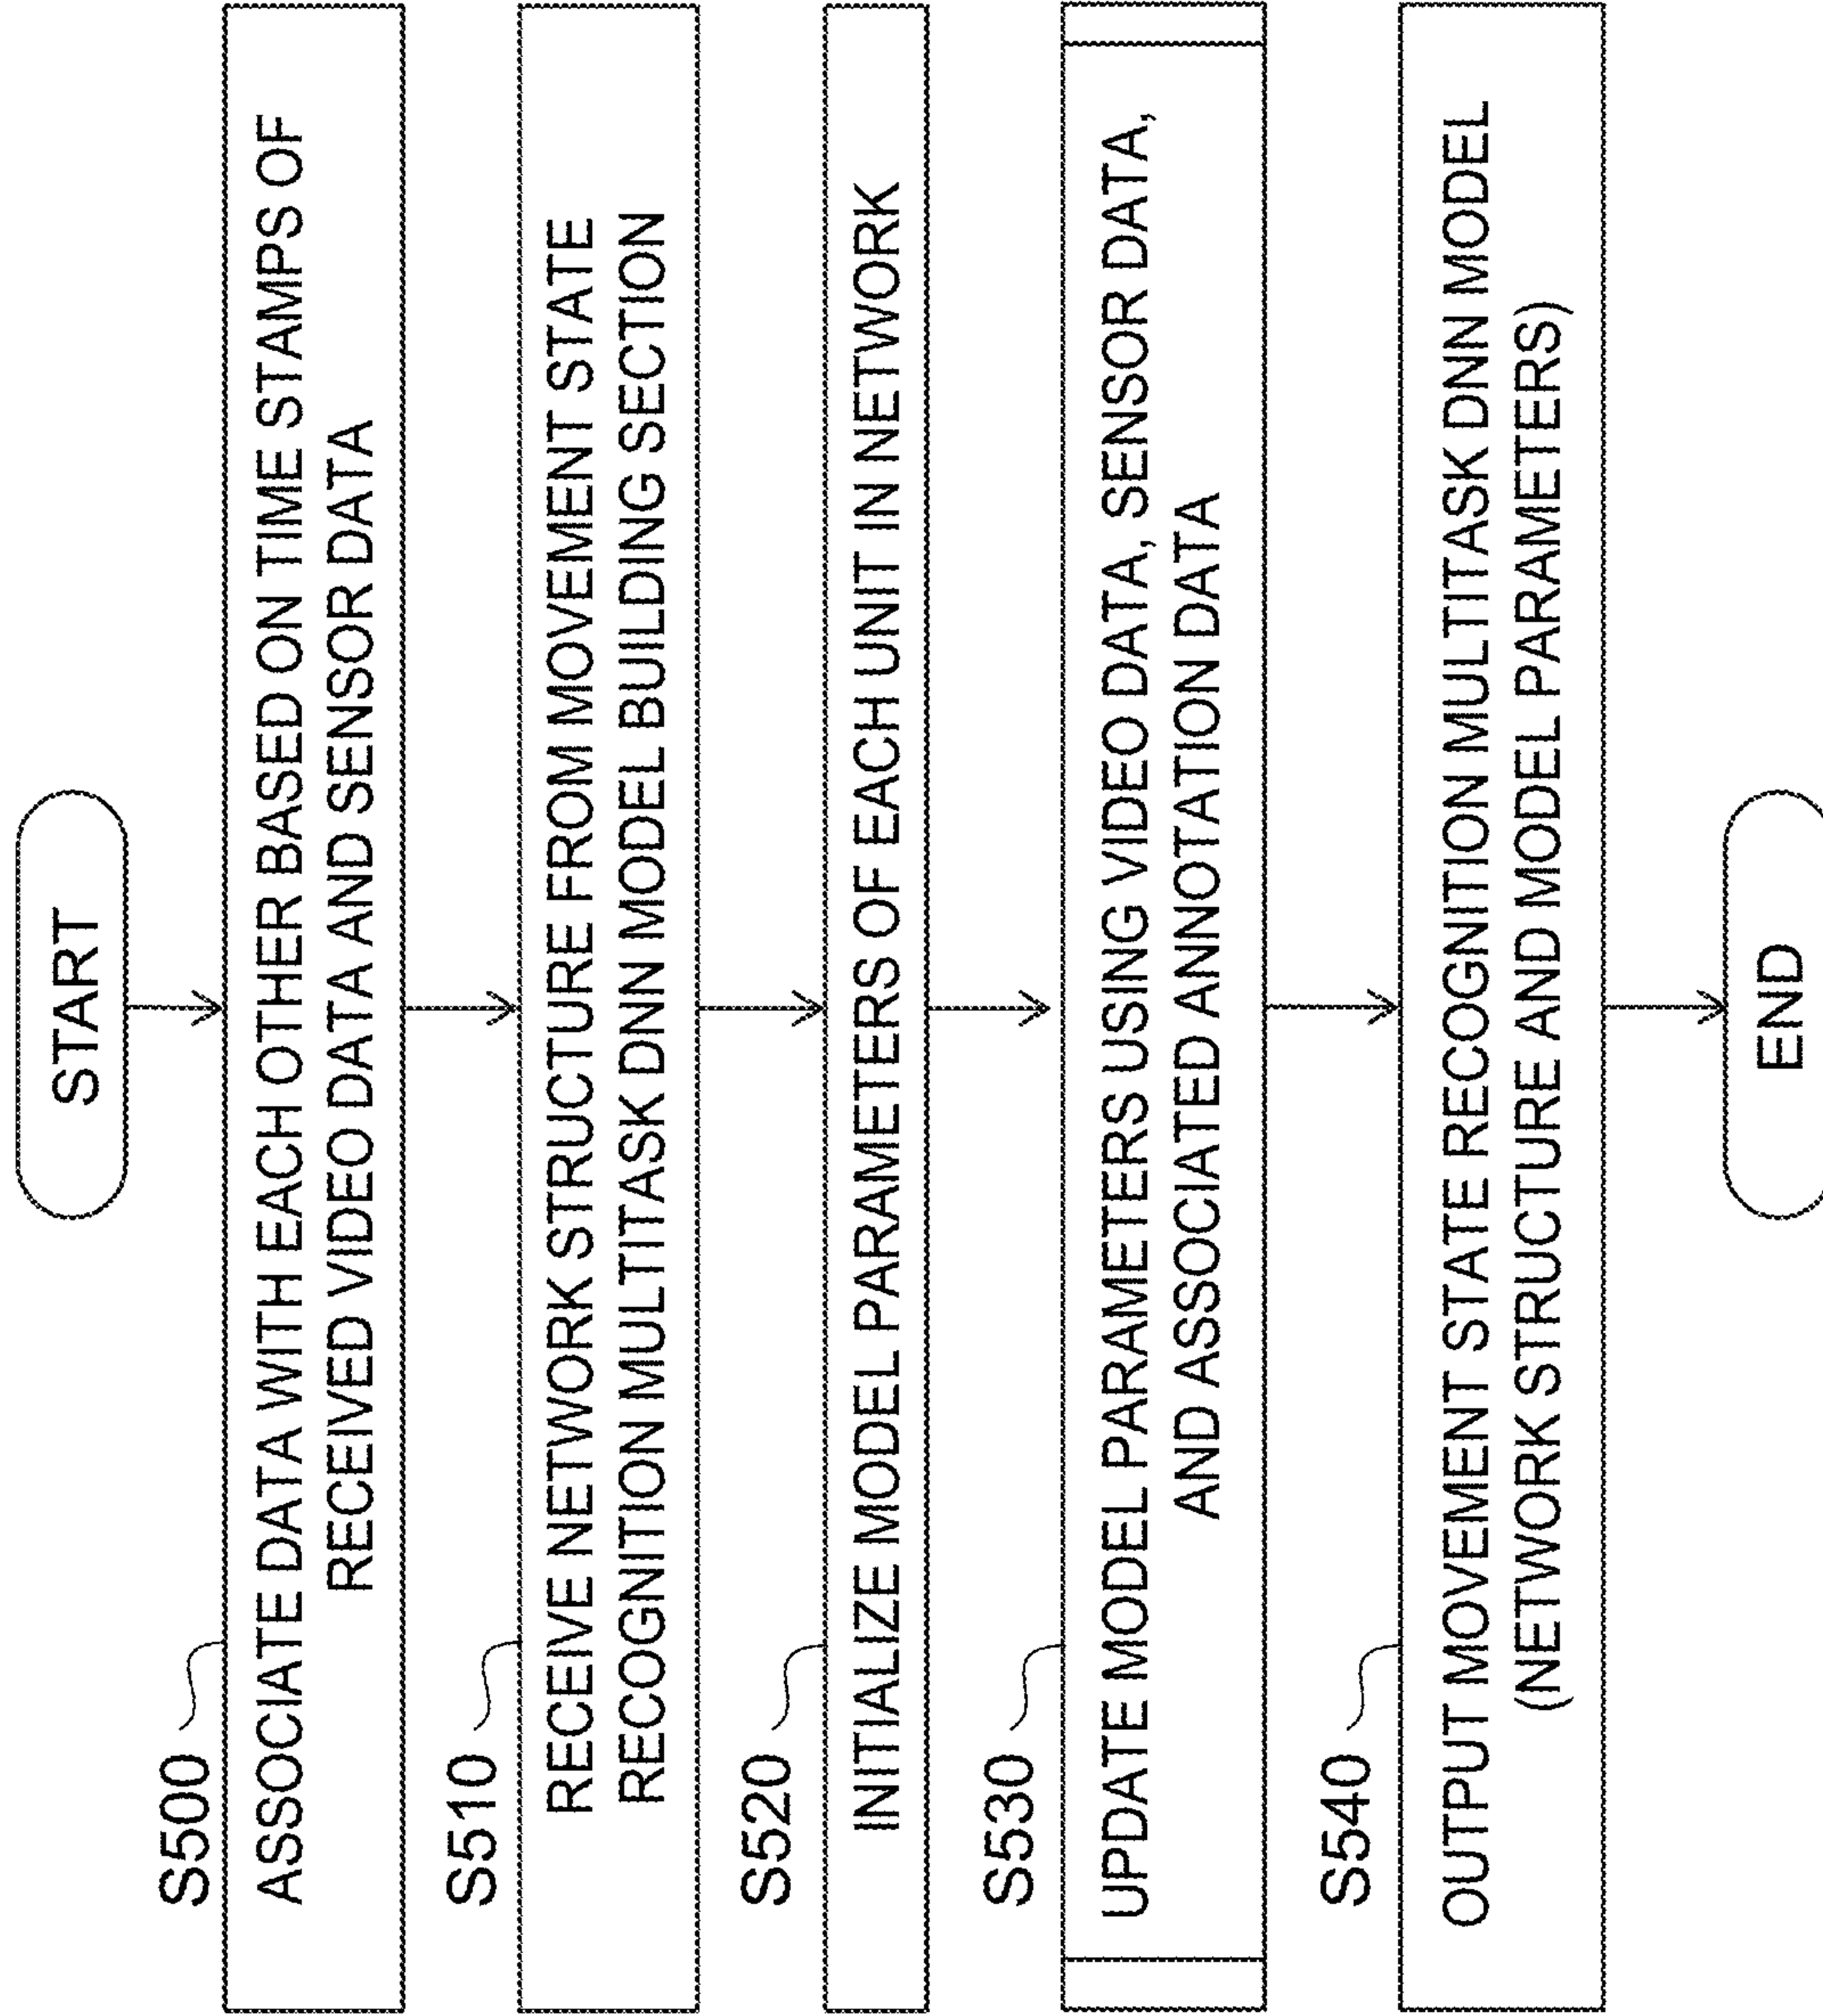 START
S500
ASSOCIATE DATA WITH EACH OTHER BASED ON TIME STAMPS OF
RECEIVED VIDEO DATA AND SENSOR DATA
S510
RECEIVE NETWORK STRUCTURE FROM MOVEMENT STATE
RECOGNITION MULTITASK DNN MODEL BUILDING SECTION
S520
INITIALIZE MODEL PARAMETERS OF EACH UNIT IN NETWORK
S530
UPDATE MODEL PARAMETERS USING VIDEO DATA, SENSOR DATA,
AND ASSOCIATED ANNOTATION DATA
S540
OUTPUT MOVEMENT STATE RECOGNITION MULTITASK DNN MODEL
(NETWORK STRUCTURE AND MODEL PARAMETERS)
END